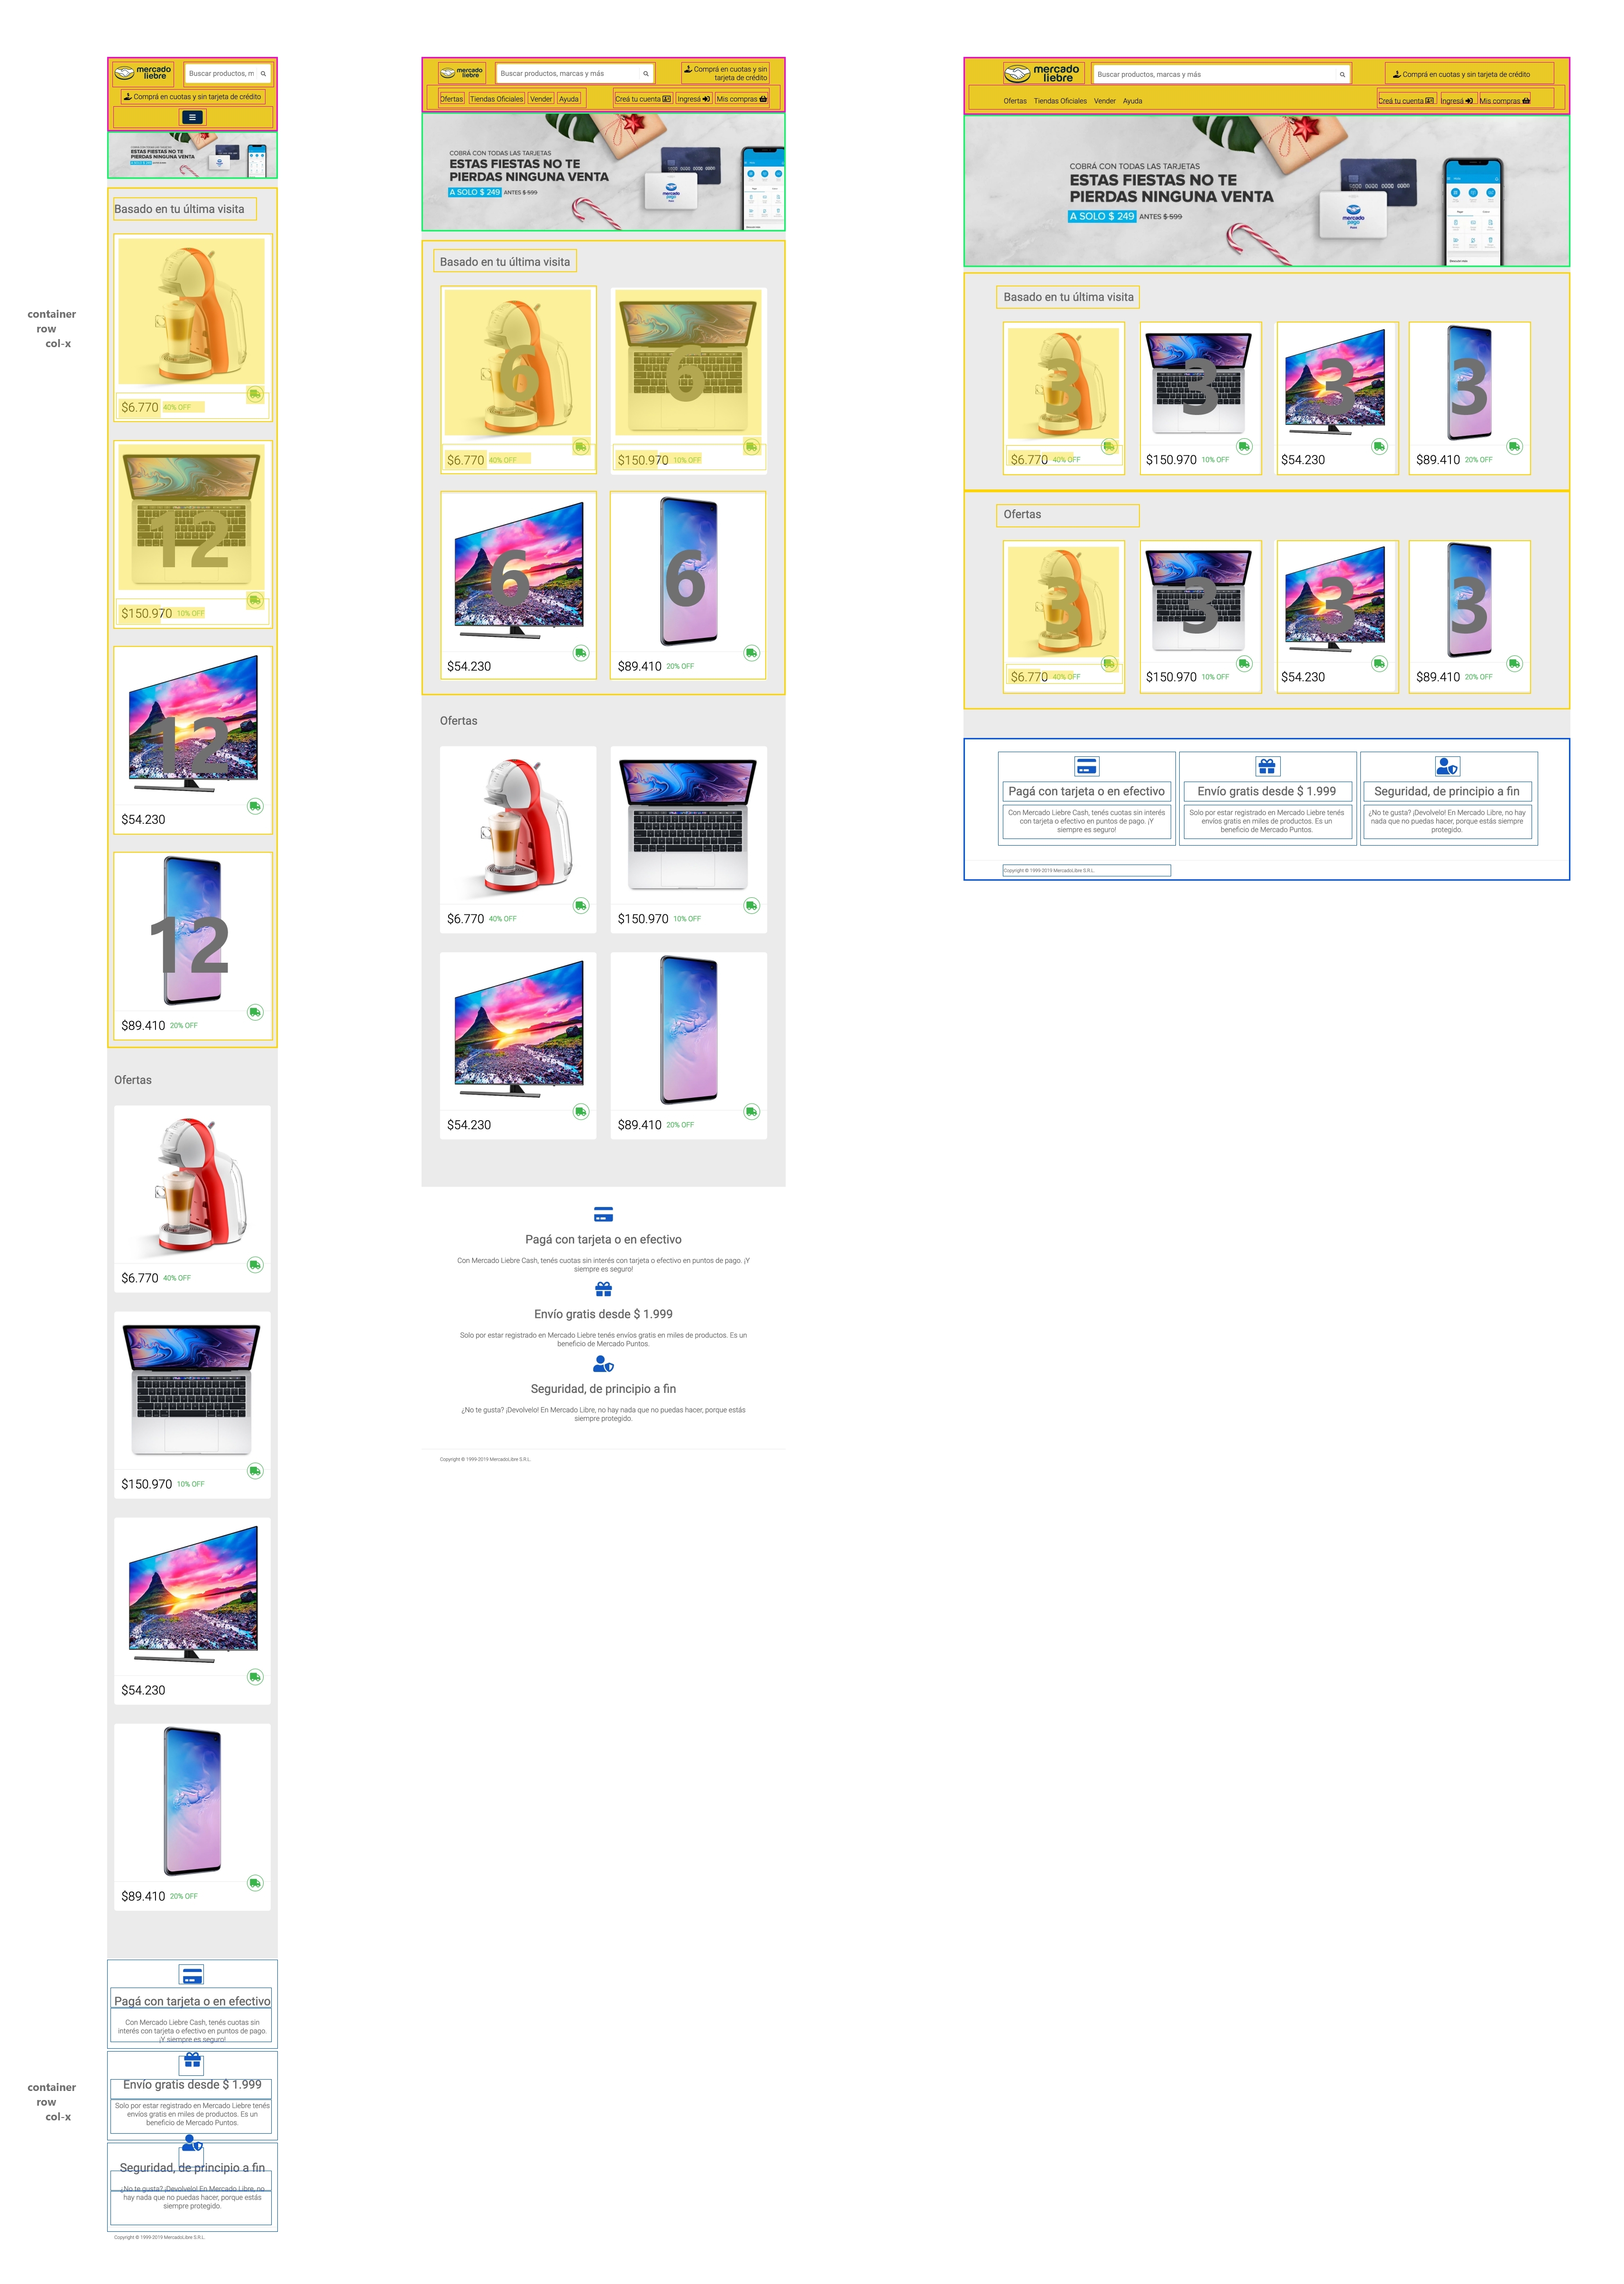 mercado
liebre
Buscar productos, m
Comprá en cuotas y sin tarjeta de crédito
COBRÁ CON TODAS LAS TARJETAS
ESTAS FIESTAS NO TE
PIERDAS NINGUNA VENTA
A SOLO $ 249
Basado en tu última visita
container
row
col-x
$6.770 40% OFF
12
$150.970 10% OFF
12
$54.230
12
$89.410 20% OFF
Ofertas
$6.770 40% OFF
$150.970 10% OFF
$54.230
$89.410 20% OFF
container
row
col-x
Pagá con tarjeta o en efectivo
Con Mercado Liebre Cash, tenés cuotas sin
interés con tarjeta o efectivo en puntos de pago.
¡Y siempre es seguro!
Envío gratis desde $ 1.999
Solo por estar registrado en Mercado Liebre tenés
envíos gratis en miles de productos. Es un
beneficio de Mercado Puntos.
Seguridad, de principio a fin
¿No te gusta? ¡Devolvelo! En Mercado Libre, no
hay nada que no puedas hacer, porque estás
siempre protegido.
Copyright © 1999-2019 MercadoLibre S.R.L.
mercado
liebre
Buscar productos, marcas y más
Comprá en cuotas y sin
tarjeta de crédito
Ofertas Tiendas Oficiales Vender Ayuda Creá tu cuenta Ingresá Mis compras
COBRÁ CON TODAS LAS TARJETAS
ESTAS FIESTAS NO TE
PIERDAS NINGUNA VENTA
A SOLO $ 249 ANTES $ 599
mercado
pago
Basado en tu última visita
6 6
$6.770 40% OFF $150.970 10% OFF
6 6
$54.230 $89.410 20% OFF
Ofertas
$6.770 40% OFF $150.970 10% OFF
$54.230 $89.410 20% OFF
Pagá con tarjeta o en efectivo
Con Mercado Liebre Cash, tenés cuotas sin interés con tarjeta o efectivo en puntos de pago. ¡Y
siempre es seguro!
Envío gratis desde $ 1.999
Solo por estar registrado en Mercado Liebre tenés envíos gratis en miles de productos. Es un
beneficio de Mercado Puntos.
Seguridad, de principio a fin
¿No te gusta? ¡Devolvelo! En Mercado Libre, no hay nada que no puedas hacer, porque estás
siempre protegido.
Copyright © 1999-2019 MercadoLibre S.R.L.
mercado
liebre
Buscar productos, marcas y más
Comprá en cuotas y sin tarjeta de crédito
Ofertas Tiendas Oficiales Vender Ayuda Creá tu cuenta Ingresá Mis compras
COBRÁ CON TODAS LAS TARJETAS
ESTAS FIESTAS NO TE
PIERDAS NINGUNA VENTA
A SOLO $ 249 ANTES $ 599
mercado
pago
Basado en tu última visita
3 3 3 3
$6.770 40% OFF $150.970 10% OFF $54.230 $89.410 20% OFF
Ofertas
3 3 3 3
$6.770 40% OFF $150.970 10% OFF $54.230 $89.410 20% OFF
Pagá con tarjeta o en efectivo
Con Mercado Liebre Cash, tenés cuotas sin interés
con tarjeta o efectivo en puntos de pago. ¡Y
siempre es seguro!
Envío gratis desde $ 1.999
Solo por estar registrado en Mercado Liebre tenés
envíos gratis en miles de productos. Es un
beneficio de Mercado Puntos.
Seguridad, de principio a fin
¿No te gusta? ¡Devolvelo! En Mercado Libre, no hay
nada que no puedas hacer, porque estás siempre
protegido.
Copyright © 1999-2019 MercadoLibre S.R.L.